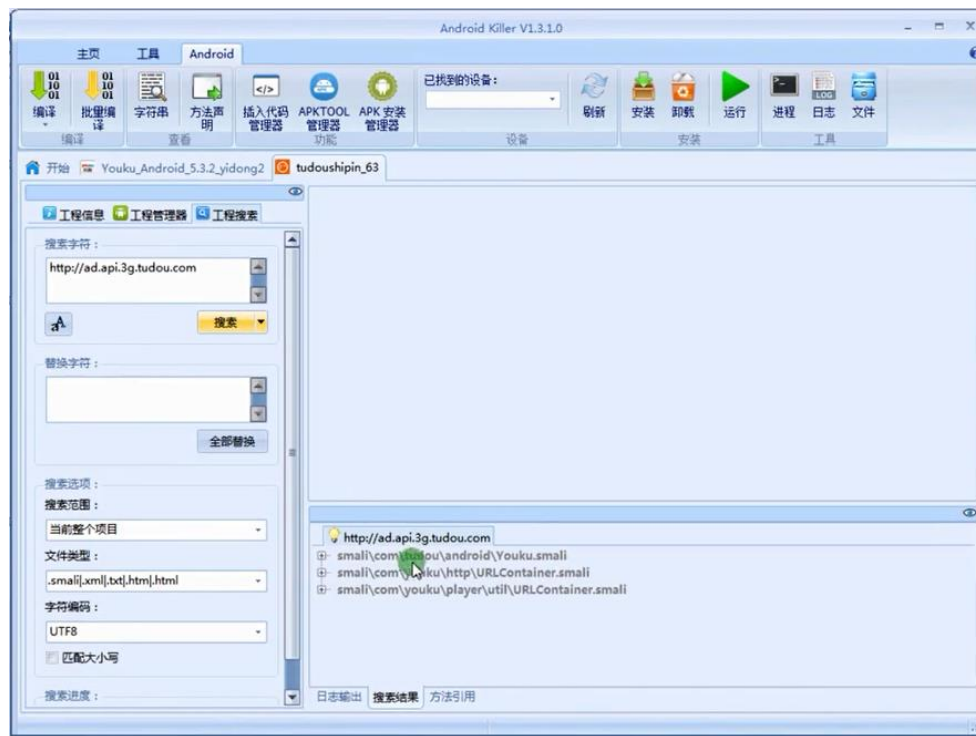 Android Killer V1.3.1.0
主页 工具 Android
编译 批量编译 字符串 方法声明 插入代码管理器 APKTOOL管理器 APK 安装管理器 已找到的设备： 刷新 安装 卸载 运行 进程 日志 文件
编译 查看 功能 设备 安装 工具
开始 Youku_Android_5.3.2_yidong2 tudoushipin_63
工程信息 工程管理器 工程搜索
搜索字符：
http://ad.api.3g.tudou.com
搜索
替换字符：
全部替换
搜索选项：
搜索范围：
当前整个项目
文件类型：
.smali|.xml|.txt|.htm|.html
字符编码：
UTF8
匹配大小写
搜索进度：
http://ad.api.3g.tudou.com
smali\com\tudou\android\Youku.smali
smali\com\youku\http\URLContainer.smali
smali\com\youku\player\util\URLContainer.smali
日志输出 搜索结果 方法引用